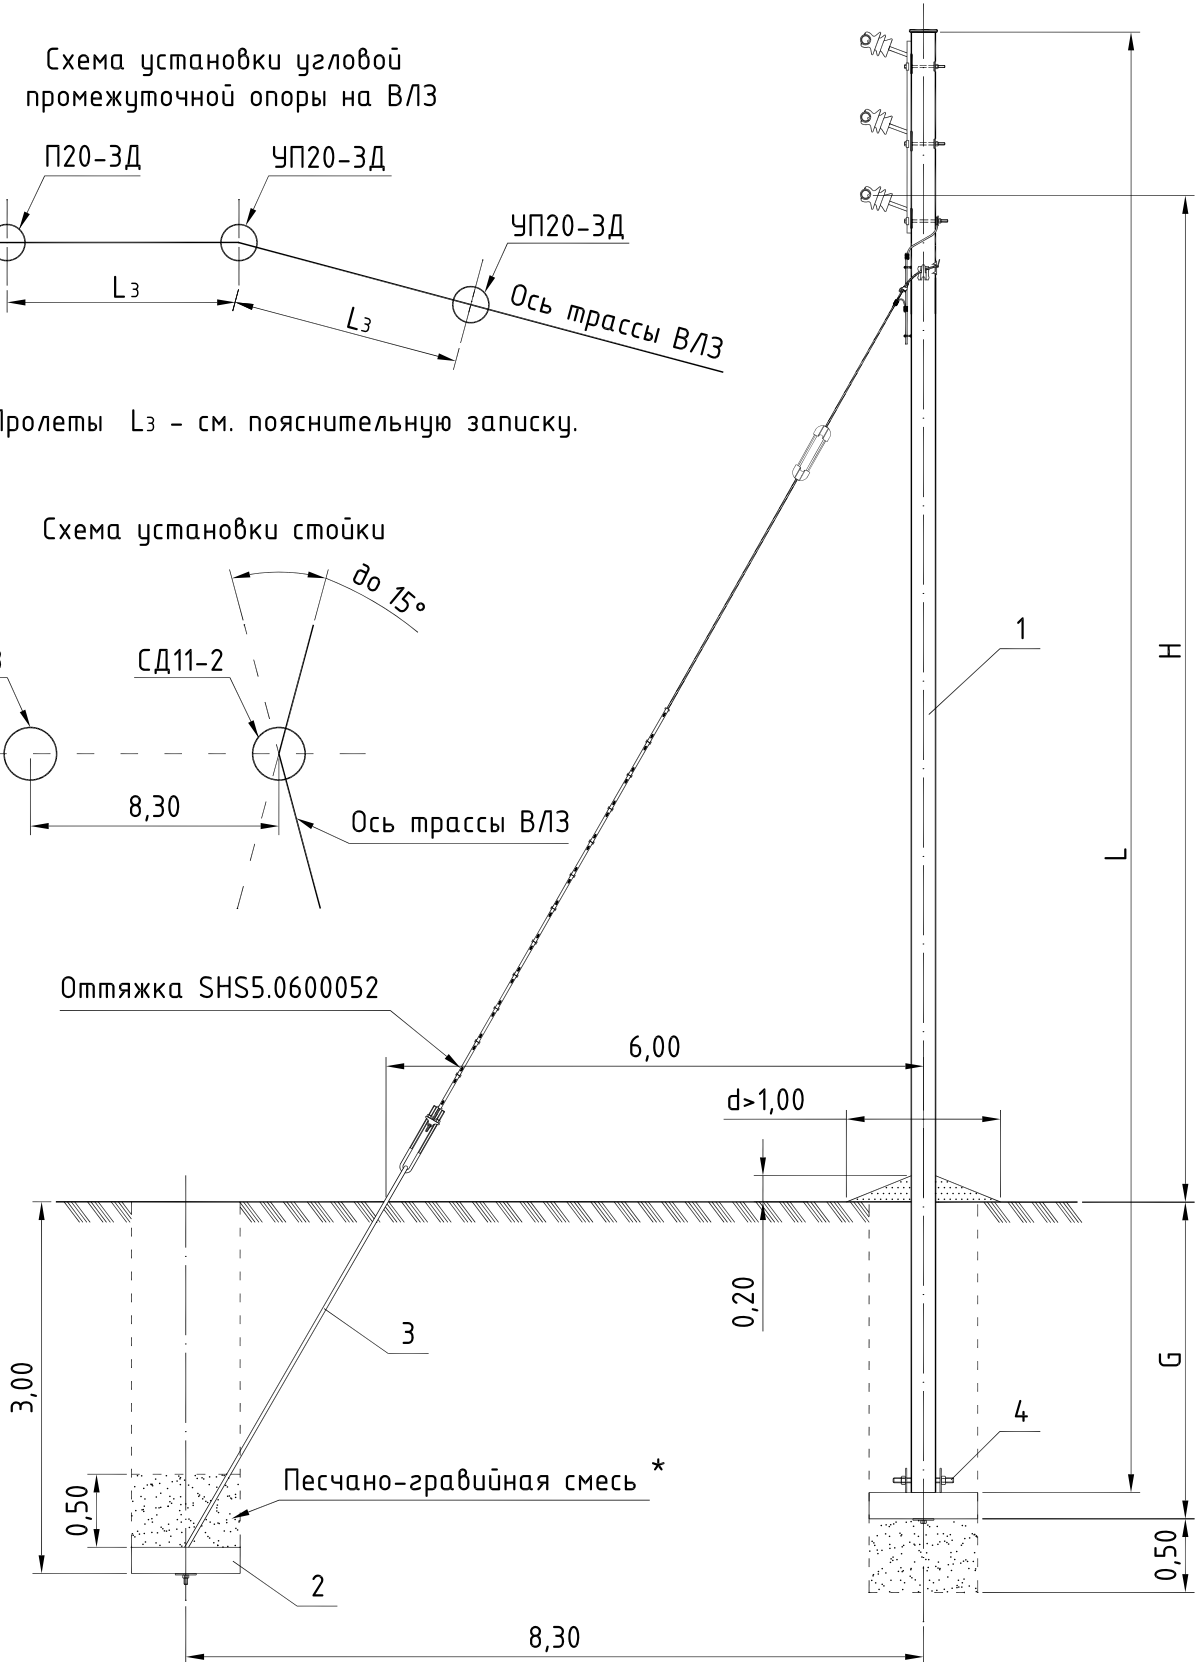 Схема установки угловой
промежуточной опоры на ВЛЗ
П20-3Д
УП20-3Д
УП20-3Д
L3
L3
Ось трассы ВЛЗ
Пролеты L3 - см. пояснительную записку.
Схема установки стойки
до 15°
СД11-2
8,30
Ось трассы ВЛЗ
1
H
L
Оттяжка SHS5.0600052
6,00
d>1,00
0,20
3
3,00
G
4
Песчано-гравийная смесь *
0,50
0,50
2
8,30